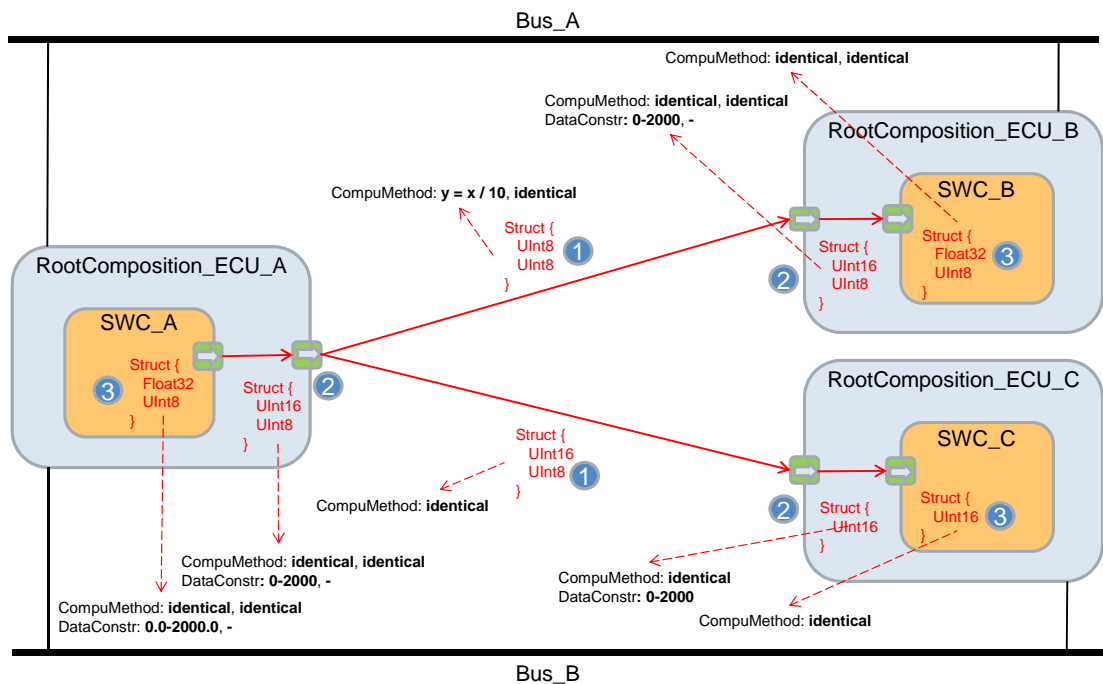 Bus_A
CompuMethod: identical, identical
CompuMethod: identical, identical
DataConstr: 0-2000, -
RootComposition_ECU_B
SWC_B
CompuMethod: y = x / 10, identical
Struct {
UInt8
UInt8
}
1
Struct {
UInt16
UInt8
}
2
Struct {
Float32
UInt8
}
3
RootComposition_ECU_A
SWC_A
Struct {
Float32
UInt8
}
3
Struct {
UInt16
UInt8
}
2
RootComposition_ECU_C
SWC_C
Struct {
UInt16
UInt8
}
1
CompuMethod: identical
Struct {
UInt16
}
2
Struct {
UInt16
}
3
CompuMethod: identical, identical
DataConstr: 0-2000, -
CompuMethod: identical
DataConstr: 0-2000
CompuMethod: identical, identical
DataConstr: 0.0-2000.0, -
CompuMethod: identical
Bus_B